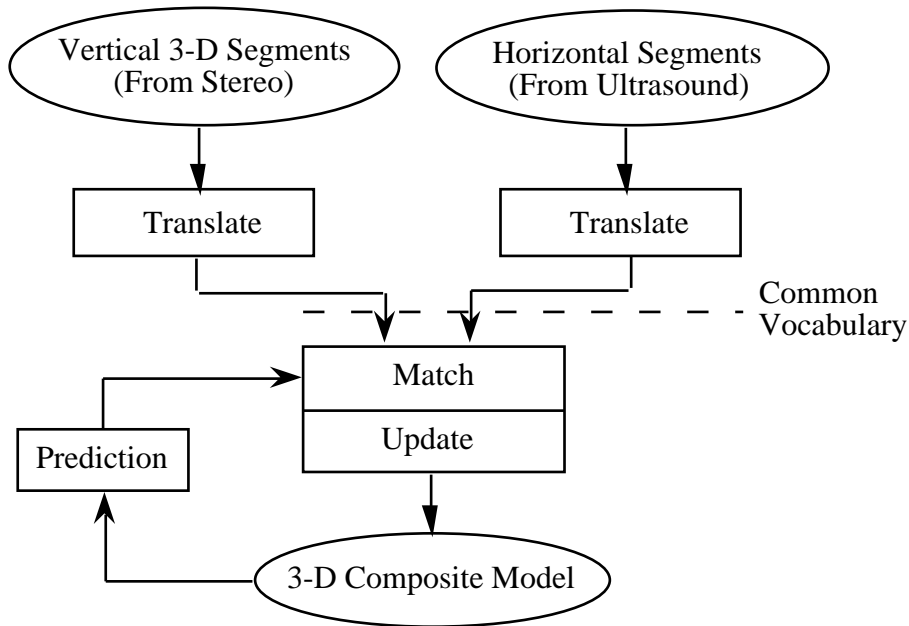 Vertical 3-D Segments
(From Stereo)
Horizontal Segments
(From Ultrasound)
Translate
Translate
Common
Vocabulary
Match
Update
Prediction
3-D Composite Model